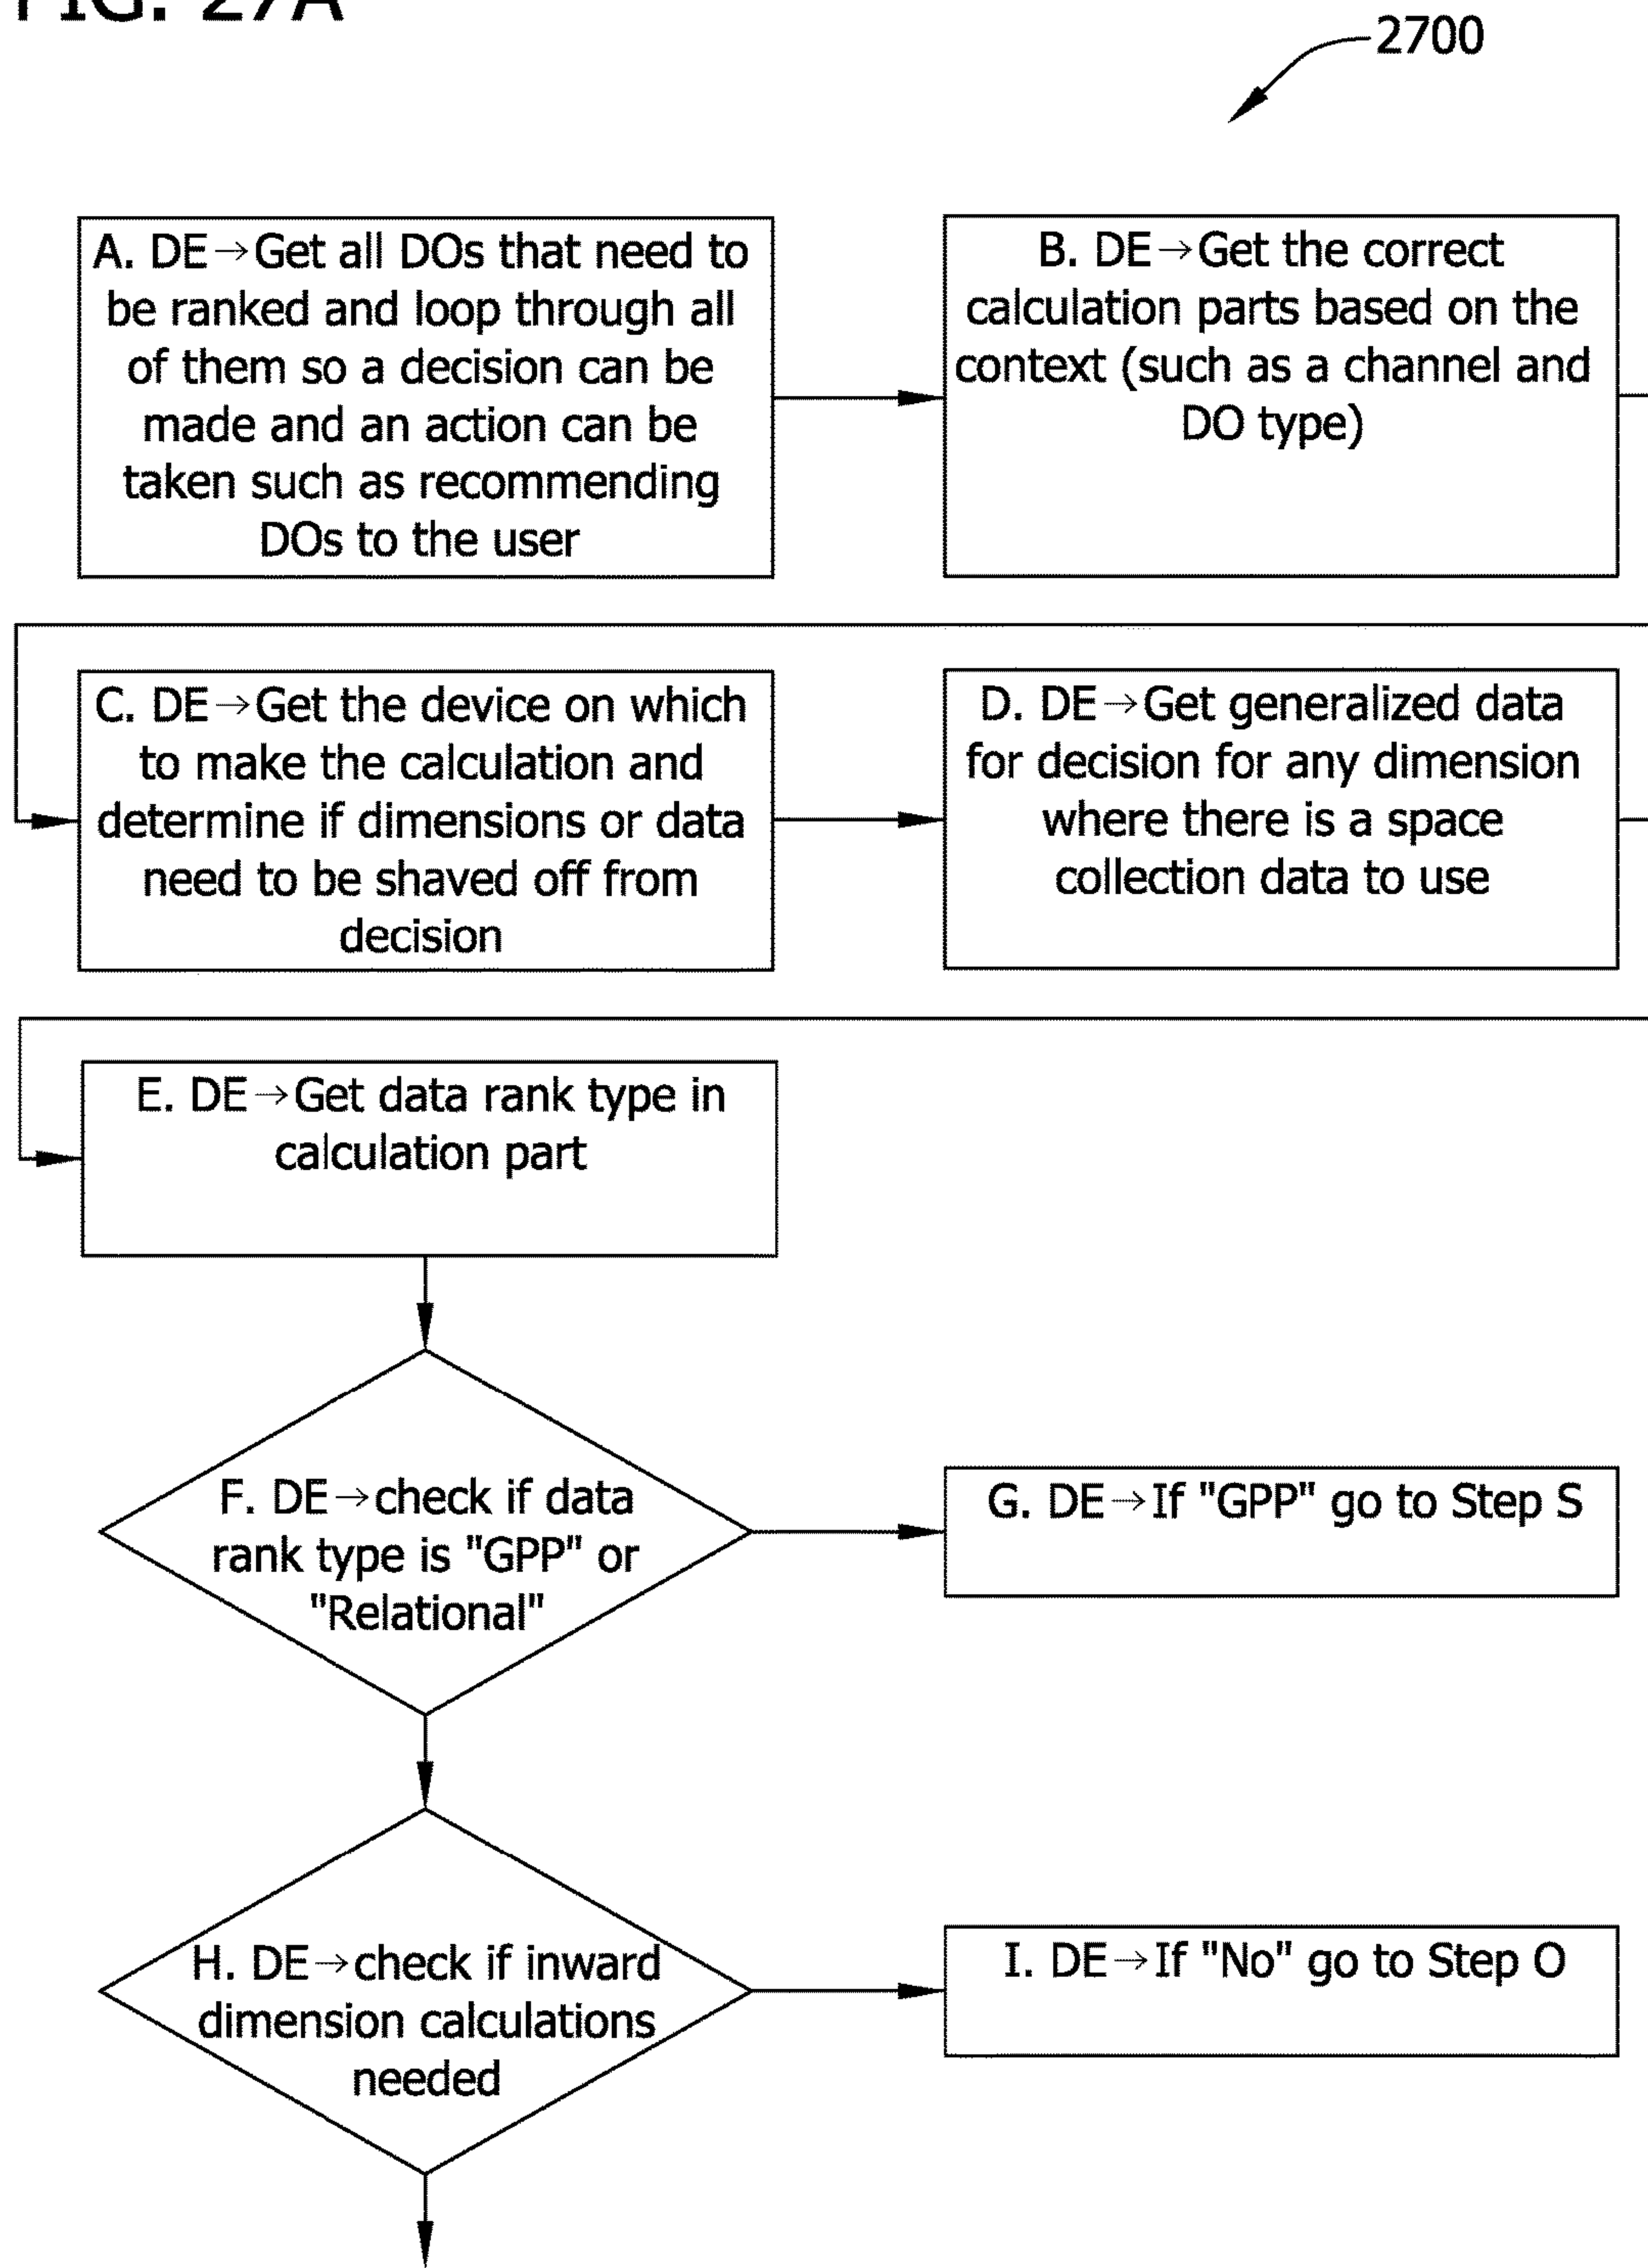 FIG. 27A
2700
A. DE→Get all DOs that need to
be ranked and loop through all
of them so a decision can be
made and an action can be
taken such as recommending
DOs to the user
B. DE→Get the correct
calculation parts based on the
context (such as a channel and
DO type)
C. DE→Get the device on which
to make the calculation and
determine if dimensions or data
need to be shaved off from
decision
D. DE→Get generalized data
for decision for any dimension
where there is a space
collection data to use
E. DE→Get data rank type in
calculation part
F. DE→check if data
rank type is "GPP" or
"Relational"
G. DE→If "GPP" go to Step S
H. DE→check if inward
dimension calculations
needed
I. DE→If "No" go to Step O